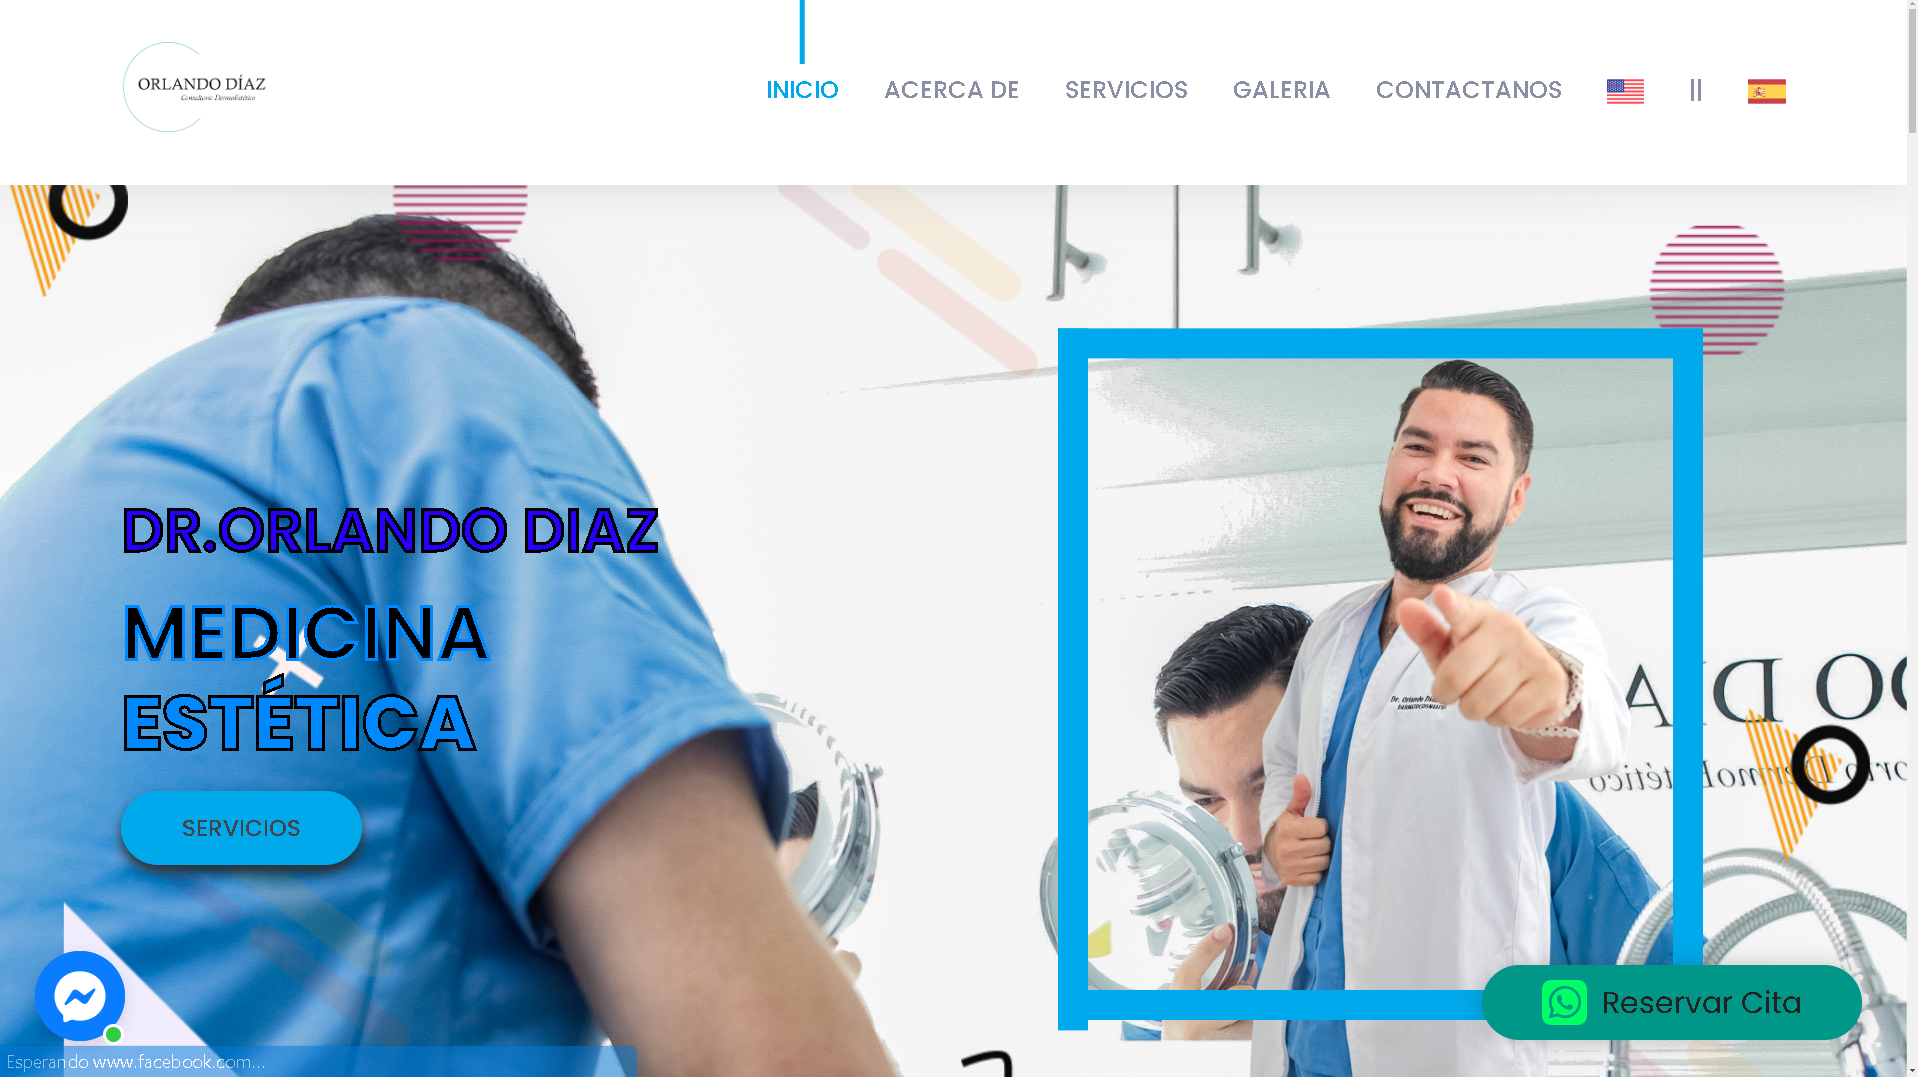 ORLANDO DÍAZ
Consultorio DermoEstético
INICIO
ACERCA DE
SERVICIOS
GALERIA
CONTACTANOS
||
DR.ORLANDO DIAZ
MEDICINA
ESTÉTICA
SERVICIOS
Reservar Cita
Esperando www.facebook.com...